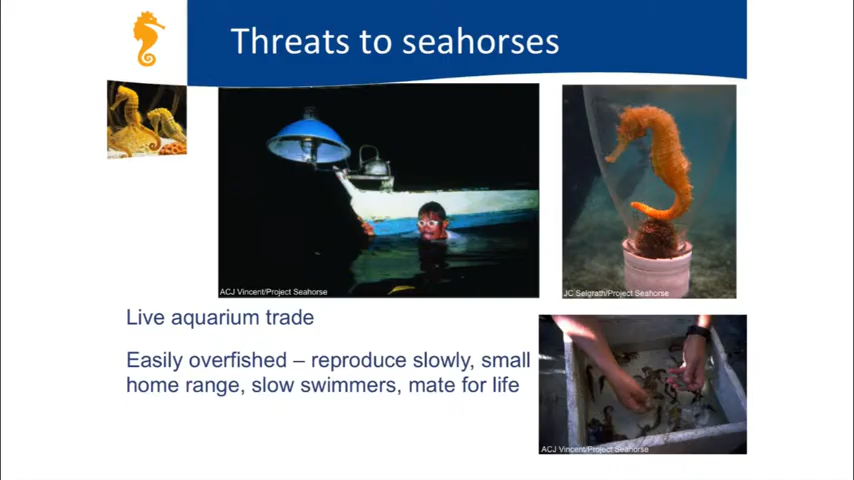 Threats to seahorses
ACJ Vincent/Project Seahorse
JC Selgrath/Project Seahorse
Live aquarium trade
Easily overfished – reproduce slowly, small
home range, slow swimmers, mate for life
ACJ Vincent/Project Seahorse